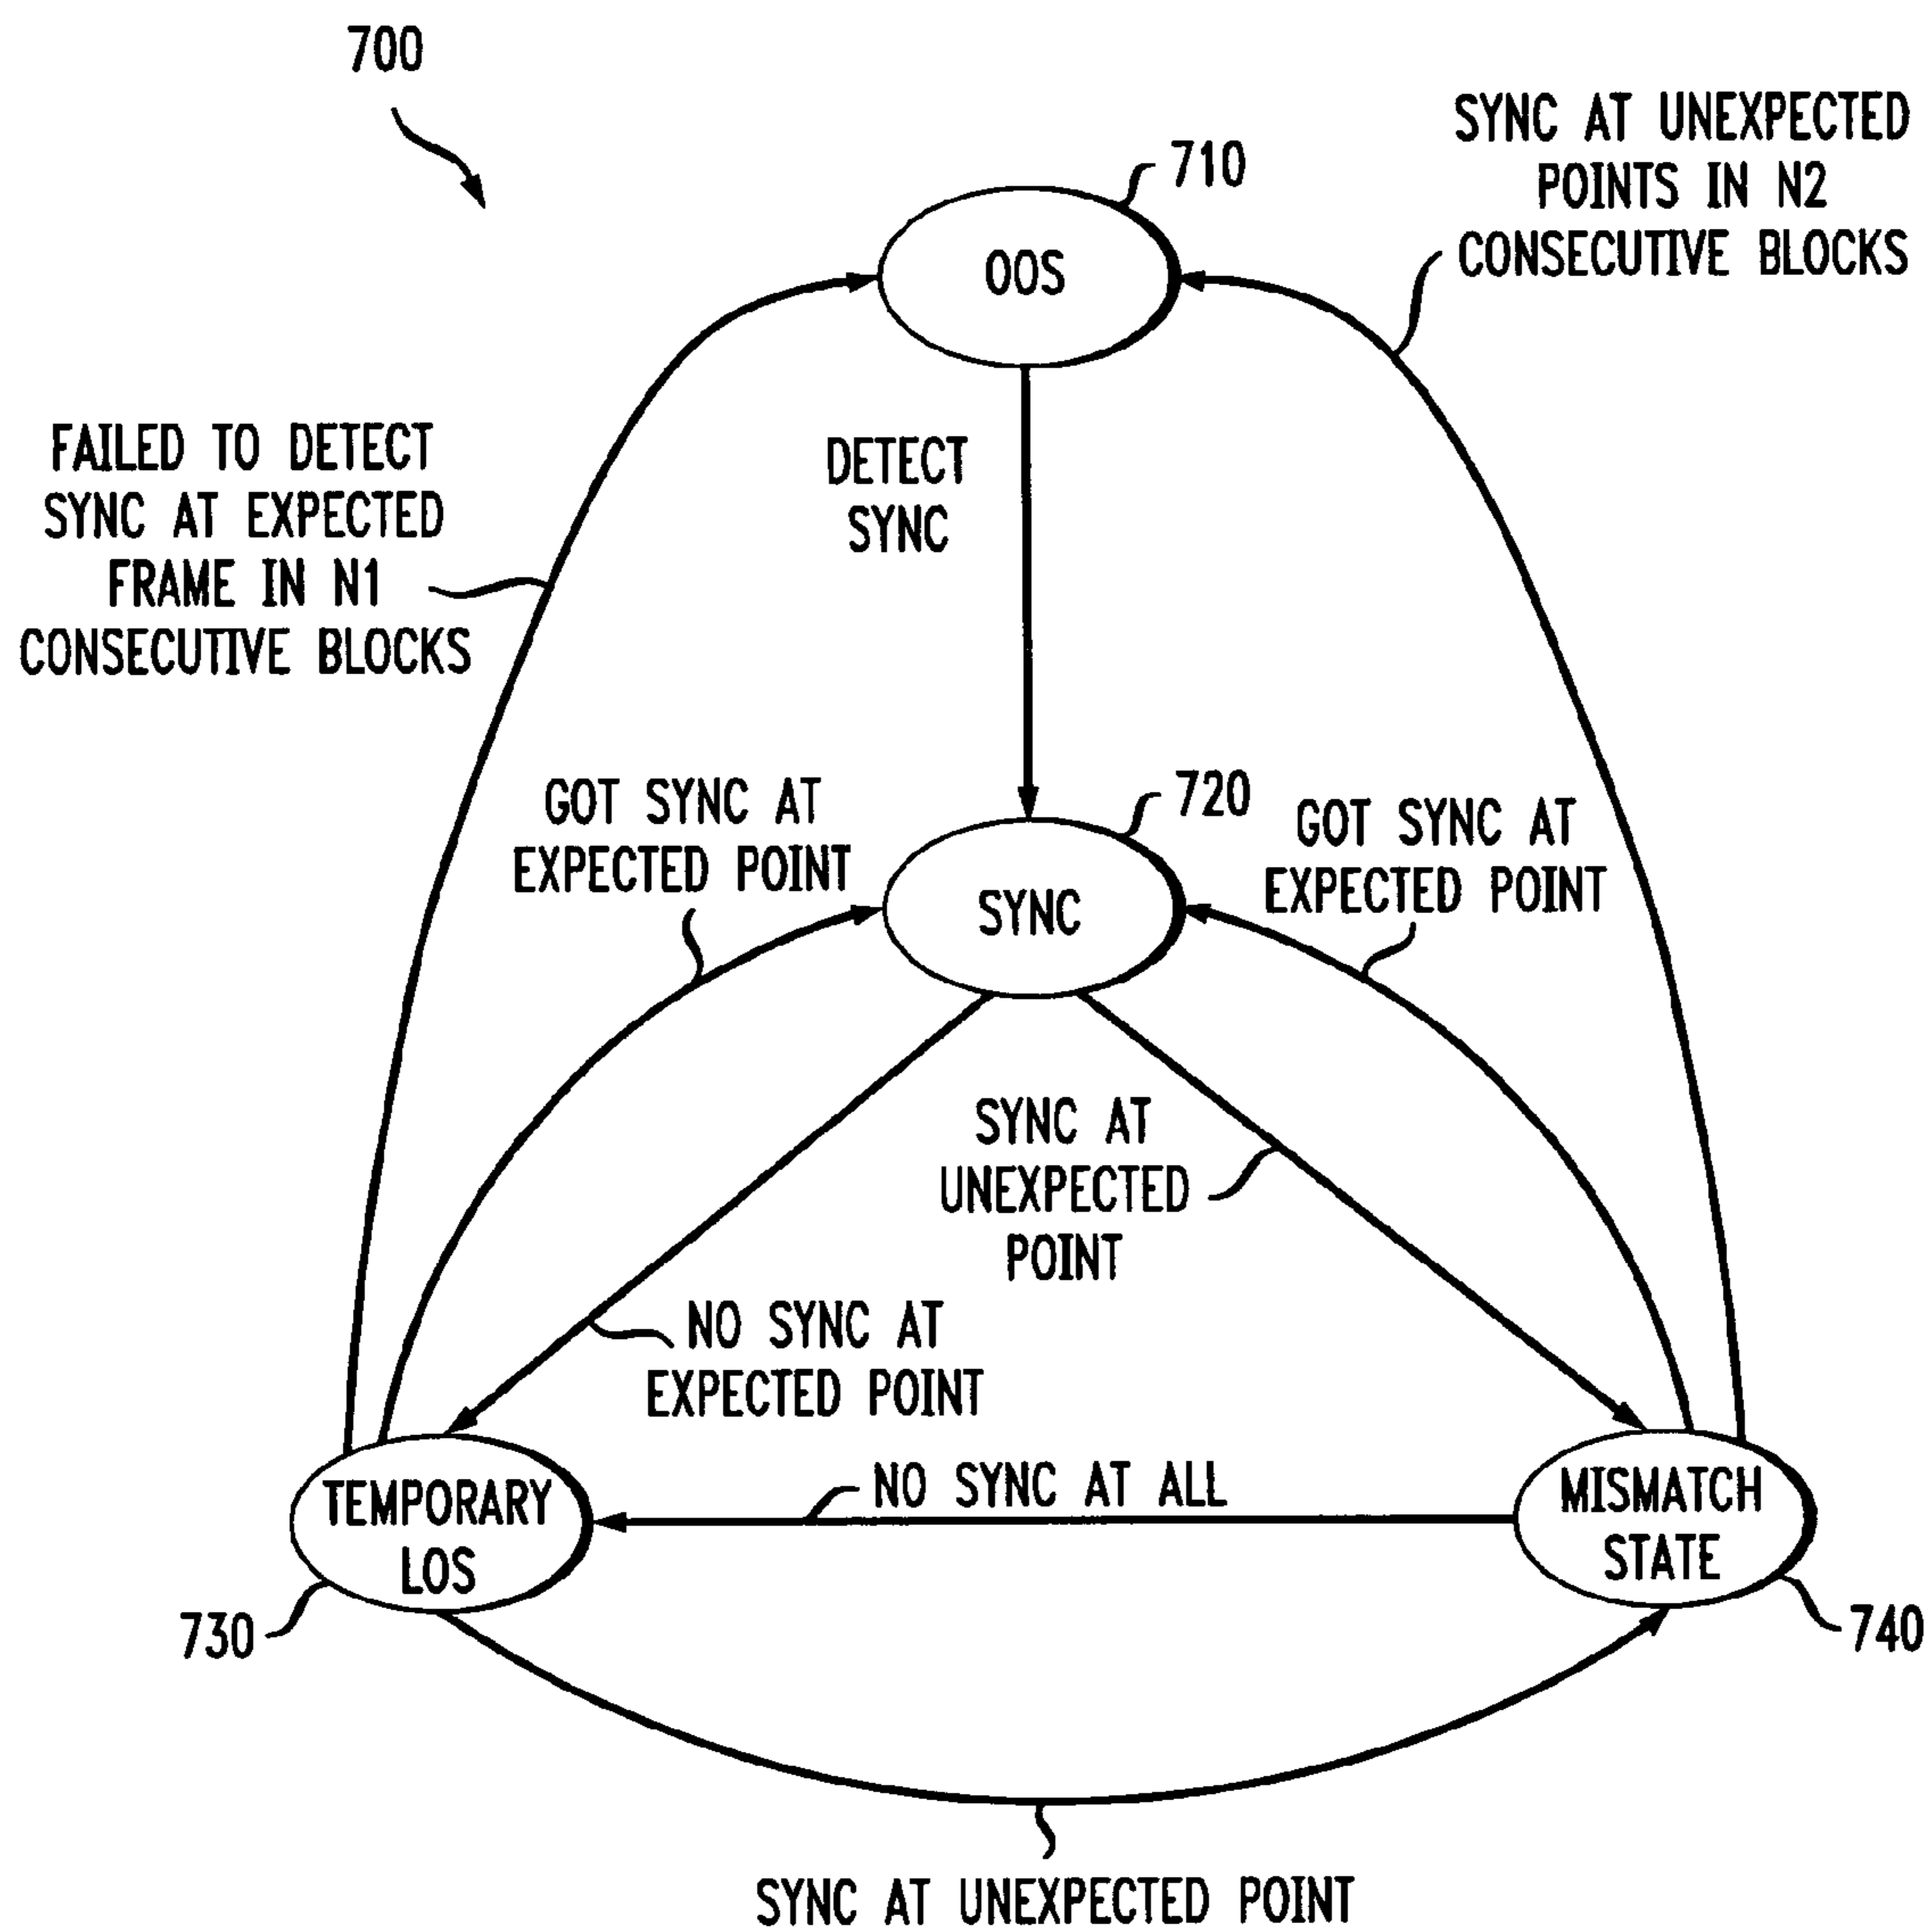 700
SYNC AT UNEXPECTED
POINTS IN N2
CONSECUTIVE BLOCKS
710
OOS
FAILED TO DETECT
SYNC AT EXPECTED
FRAME IN N1
CONSECUTIVE BLOCKS
DETECT
SYNC
GOT SYNC AT
EXPECTED POINT
720
GOT SYNC AT
EXPECTED POINT
SYNC
SYNC AT
UNEXPECTED
POINT
NO SYNC AT
EXPECTED POINT
TEMPORARY
LOS
NO SYNC AT ALL
MISMATCH
STATE
730
740
SYNC AT UNEXPECTED POINT